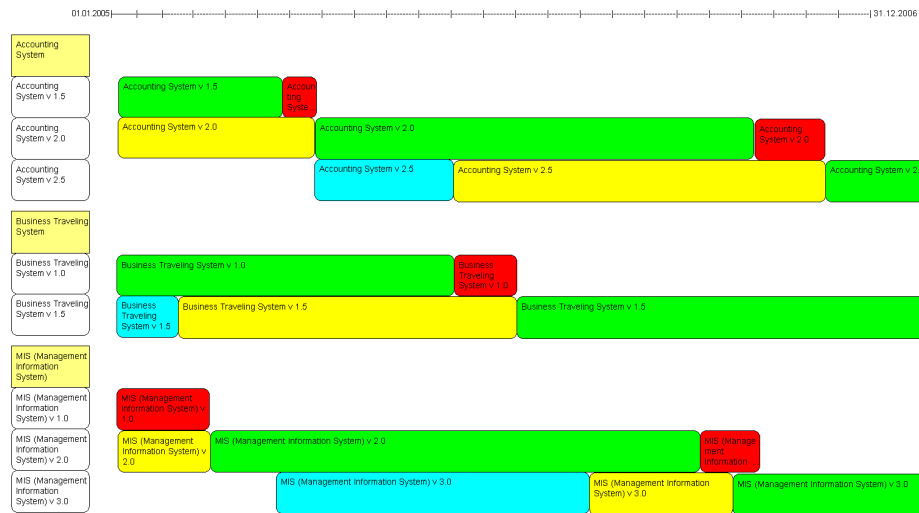 01.01.2005
31.12.2006
Accounting
System
Accounting
System v 1.5
Accounting System v 1.5
Accoun
ting
Syste
Accounting
System v 2.0
Accounting System v 2.0
Accounting System v 2.0
Accounting
System v 2.0
Accounting
System v 2.5
Accounting System v 2.5
Accounting System v 2.5
Accounting System v 2.
Business Traveling
System
Business Traveling
System v 1.0
Business Traveling System v 1.0
Business
Traveling
System v 1.0
Business Traveling
System v 1.5
Business
Traveling
System v 1.5
Business Traveling System v 1.5
Business Traveling System v 1.5
MIS (Management
Information
System)
MIS (Management
Information
System) v 1.0
MIS (Management
Information System) v
1.0
MIS (Management
Information
System) v 2.0
MIS (Management
Information System) v
2.0
MIS (Management Information System) v 2.0
MIS (Manage
ment
Information
MIS (Management
Information
System) v 3.0
MIS (Management Information System) v 3.0
MIS (Management Information
System) v 3.0
MIS (Management Information System) v 3.0